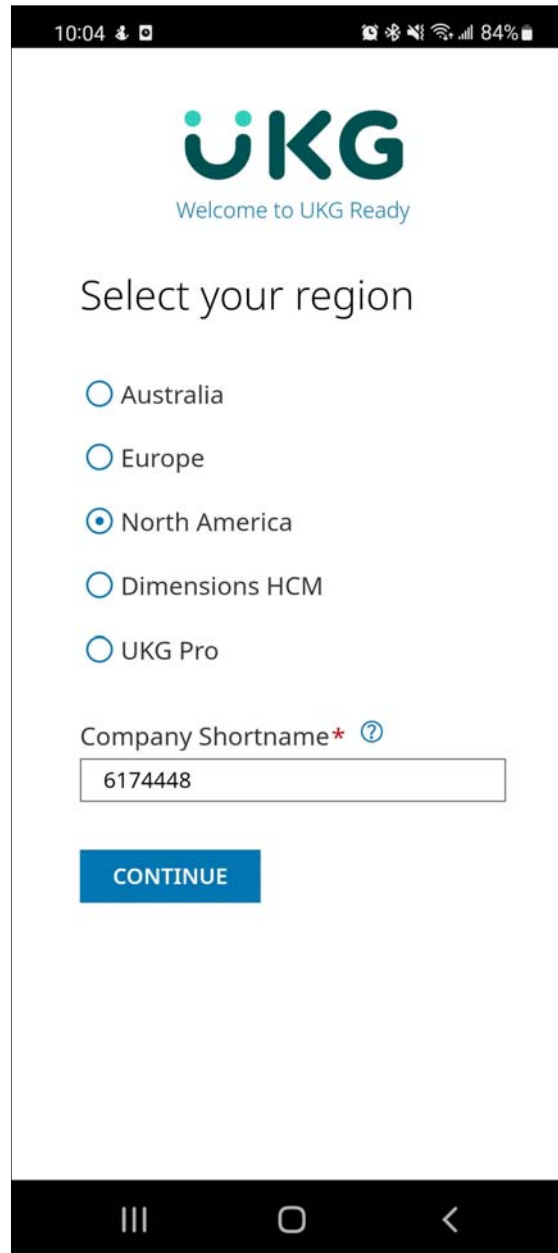 10:04 84%
UKG
Welcome to UKG Ready
Select your region
Australia
Europe
North America
Dimensions HCM
UKG Pro
Company Shortname* ?
6174448
CONTINUE